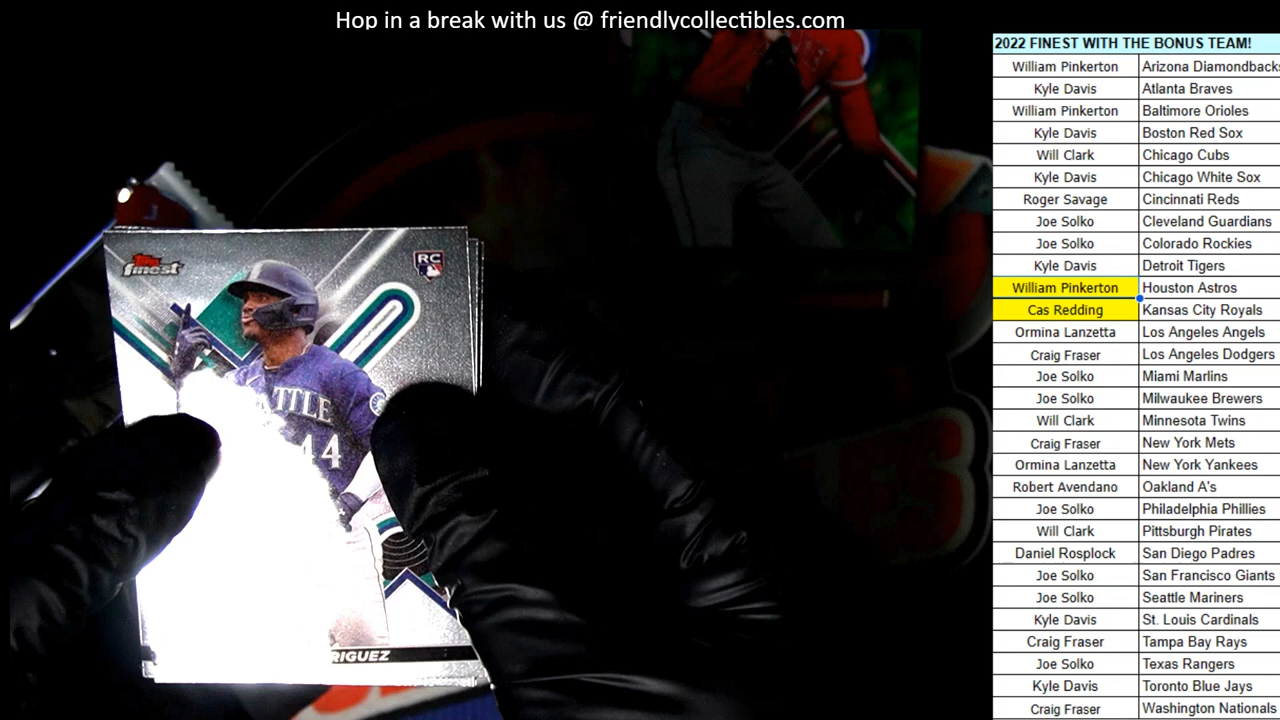 Hop in a break with us @ friendlycollectibles.com
2022 FINEST WITH THE BONUS TEAM!
William Pinkerton Arizona Diamondbacks
Kyle Davis Atlanta Braves
William Pinkerton Baltimore Orioles
Kyle Davis Boston Red Sox
Will Clark Chicago Cubs
Kyle Davis Chicago White Sox
Roger Savage Cincinnati Reds
Joe Solko Cleveland Guardians
Joe Solko Colorado Rockies
Kyle Davis Detroit Tigers
William Pinkerton Houston Astros
Cas Redding Kansas City Royals
Ormina Lanzetta Los Angeles Angels
Craig Fraser Los Angeles Dodgers
Joe Solko Miami Marlins
Joe Solko Milwaukee Brewers
Will Clark Minnesota Twins
Craig Fraser New York Mets
Ormina Lanzetta New York Yankees
Robert Avendano Oakland A's
Joe Solko Philadelphia Phillies
Will Clark Pittsburgh Pirates
Daniel Rosplock San Diego Padres
Joe Solko San Francisco Giants
Joe Solko Seattle Mariners
Kyle Davis St. Louis Cardinals
Craig Fraser Tampa Bay Rays
Joe Solko Texas Rangers
Kyle Davis Toronto Blue Jays
Craig Fraser Washington Nationals
Topps
finest
RC
ATTLE
44
RIGUEZ